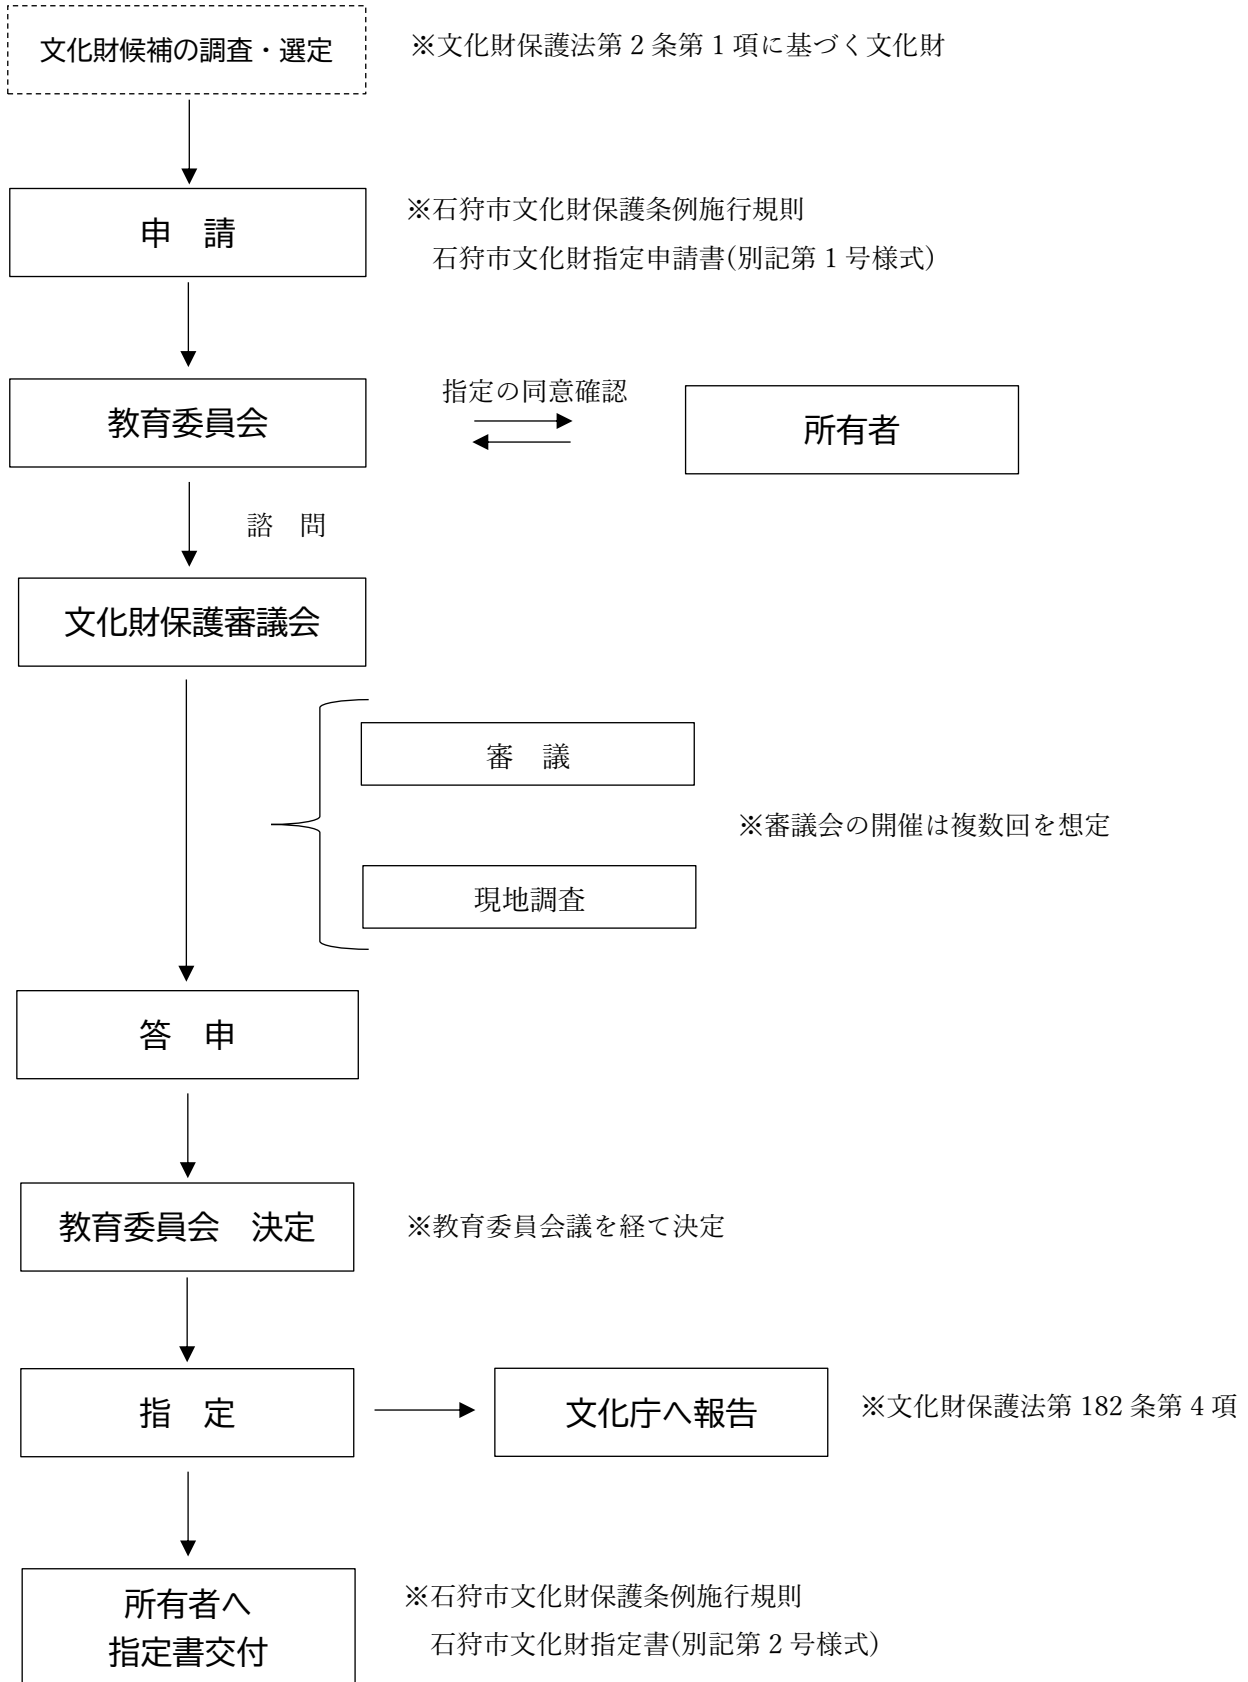 文化財候補の調査・選定
※文化財保護法第2条第1項に基づく文化財
申　請
※石狩市文化財保護条例施行規則
石狩市文化財指定申請書(別記第1号様式)
教育委員会
指定の同意確認
所有者
諮　問
文化財保護審議会
審　議
※審議会の開催は複数回を想定
現地調査
答　申
教育委員会　決定
※教育委員会議を経て決定
指　定
文化庁へ報告
※文化財保護法第182条第4項
所有者へ
指定書交付
※石狩市文化財保護条例施行規則
石狩市文化財指定書(別記第2号様式)